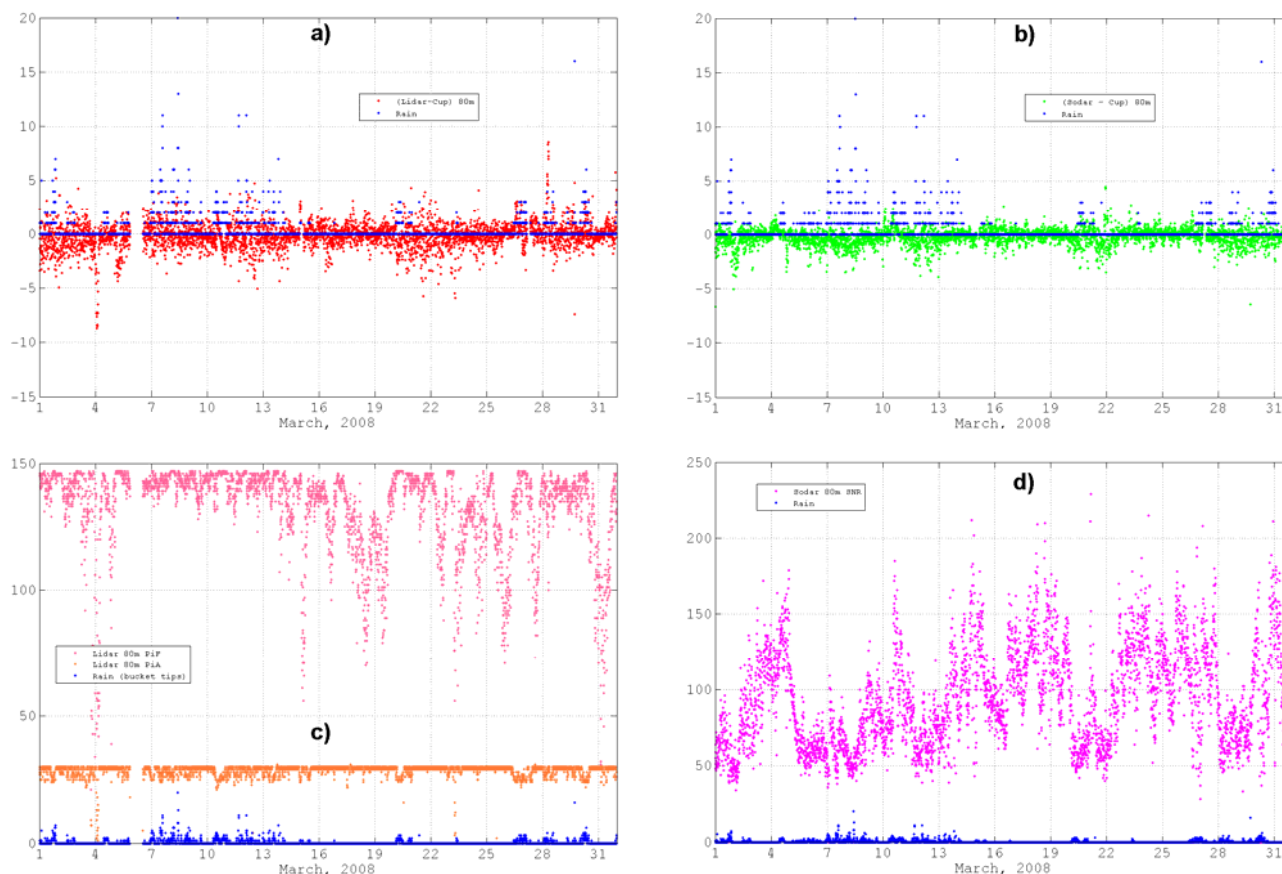 a)
20
15
10
5
0
−5
−10
−15
(Lidar-Cup) 80m
Rain
1 4 7 10 13 16 19 22 25 28 31
March, 2008
b)
20
15
10
5
0
−5
−10
−15
(Sodar - Cup) 80m
Rain
1 4 7 10 13 16 19 22 25 28 31
March, 2008
150
100
50
0
Lidar 80m PiF
Lidar 80m PiA
Rain (bucket tips)
c)
1 4 7 10 13 16 19 22 25 28 31
March, 2008
d)
250
200
150
100
50
0
Sodar 80m SNR
Rain
1 4 7 10 13 16 19 22 25 28 31
March, 2008